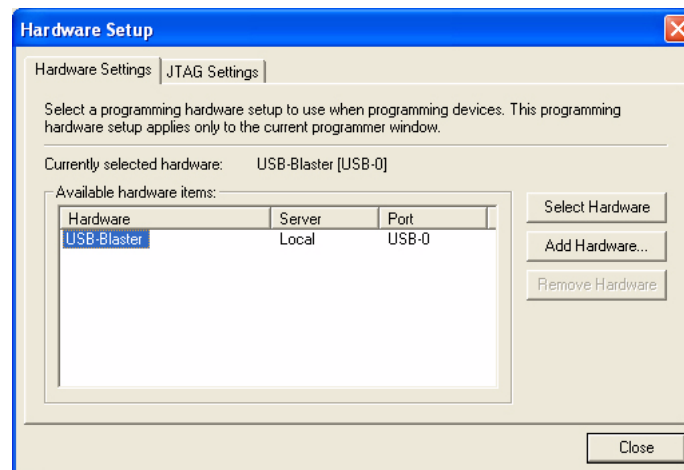 Hardware Setup
Hardware Settings
JTAG Settings
Select a programming hardware setup to use when programming devices. This programming
hardware setup applies only to the current programmer window.
Currently selected hardware: USB-Blaster [USB-0]
Available hardware items:
Hardware Server Port
USB-Blaster Local USB-0
Select Hardware
Add Hardware...
Remove Hardware
Close